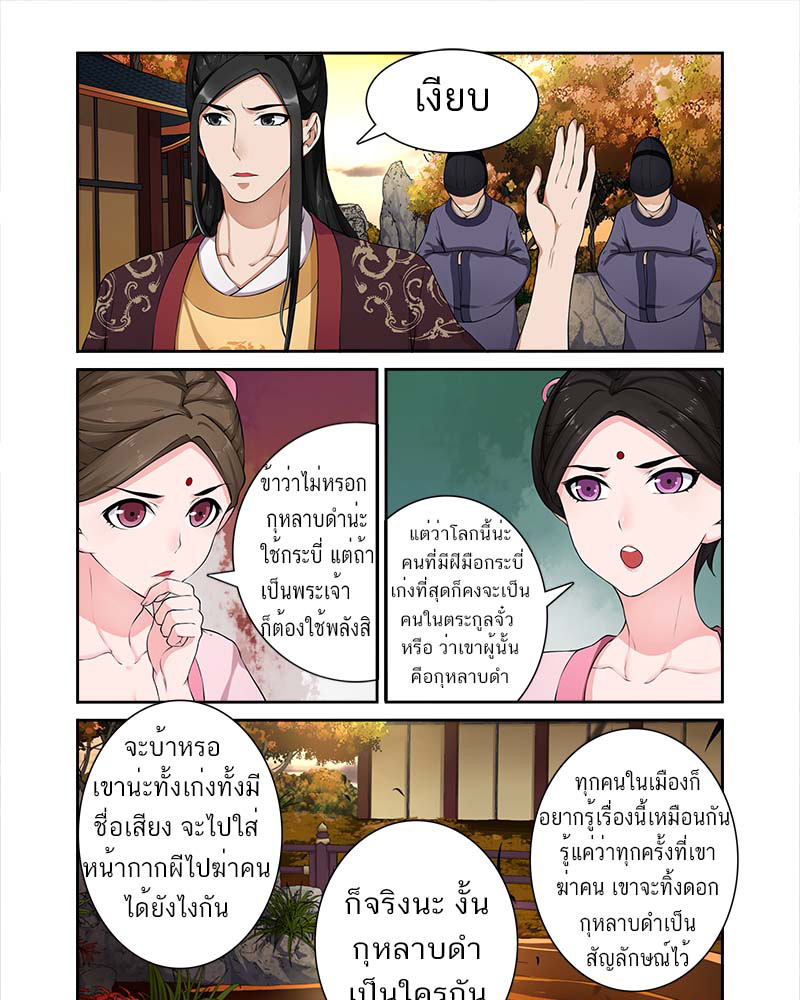 เงียบ
ข้าว่าไม่หรอก
กุหลาบดำน่ะ
ใช้กระบี่ แต่ถ้า
เป็นพระเจ้า
ก็ต้องใช้พลังสิ
แต่ว่าโลกนี้น่ะ
คนที่มีฝีมือกระบี่
เก่งที่สุดก็คงจะเป็น
คนในตระกูลจั๋ว
หรือ ว่าเขาผู้นั้น
คือกุหลาบดำ
จะบ้าหรอ
เขาน่ะทั้งเก่งทั้งมี
ชื่อเสียง จะไปใส่
หน้ากากผีไปฆ่าคน
ได้ยังไงกัน
ก็จริงนะ งั้น
กุหลาบดำ
เป็นใครกัน
ทุกคนในเมืองก็
อยากรู้เรื่องนี้เหมือนกัน
รู้แค่ว่าทุกครั้งที่เขา
ฆ่าคน เขาจะทิ้งดอก
กุหลาบดำเป็น
สัญลักษณ์ไว้